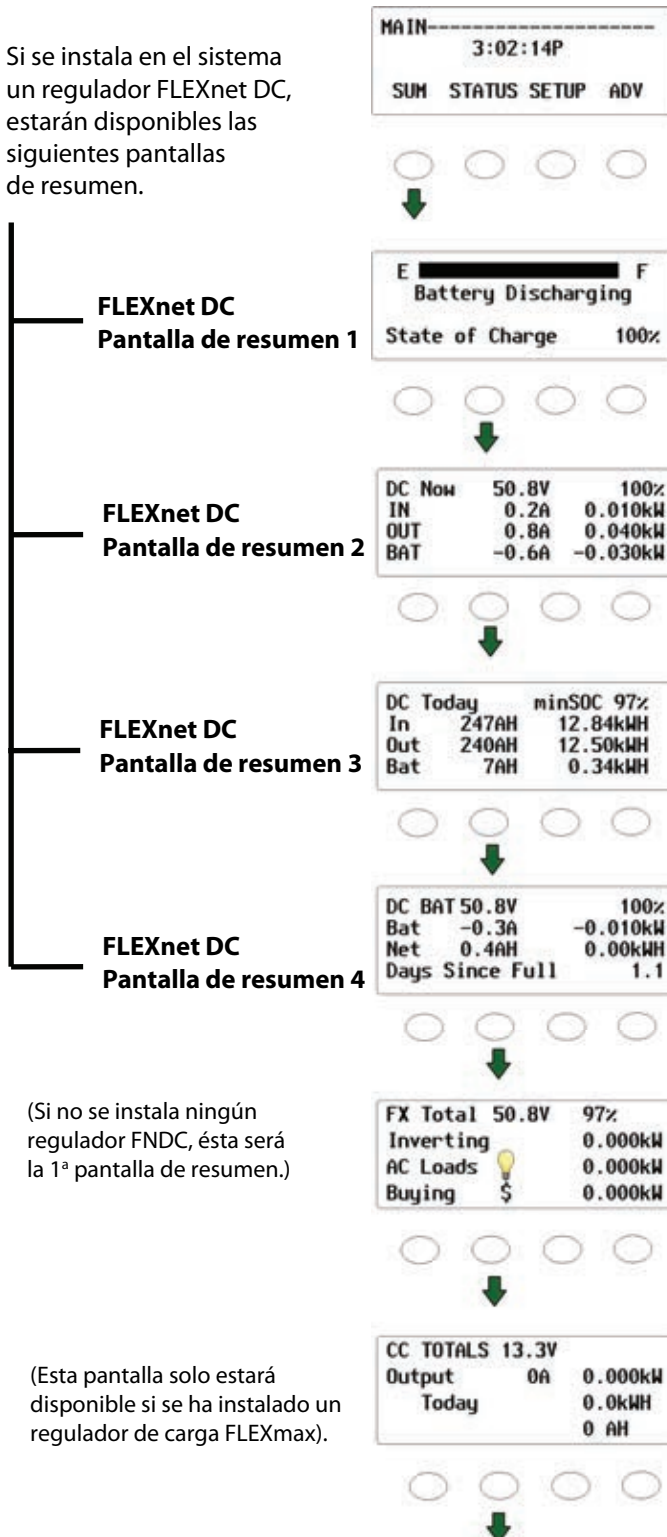 Si se instala en el sistema
un regulador FLEXnet DC,
estarán disponibles las
siguientes pantallas
de resumen.
MAIN---------------------
3:02:14P
SUM STATUS SETUP ADV
FLEXnet DC
Pantalla de resumen 1
E F
Battery Discharging
State of Charge 100%
FLEXnet DC
Pantalla de resumen 2
DC Now 50.8V 100%
IN 0.2A 0.010kW
OUT 0.8A 0.040kW
BAT -0.6A -0.030kW
FLEXnet DC
Pantalla de resumen 3
DC Today minSOC 97%
In 247AH 12.84kWH
Out 240AH 12.50kWH
Bat 7AH 0.34kWH
FLEXnet DC
Pantalla de resumen 4
DC BAT 50.8V 100%
Bat -0.3A -0.010kW
Net 0.4AH 0.00kWH
Days Since Full 1.1
(Si no se instala ningún
regulador FNDC, ésta será
la 1ª pantalla de resumen.)
FX Total 50.8V 97%
Inverting 0.000kW
AC Loads 0.000kW
Buying $ 0.000kW
(Esta pantalla solo estará
disponible si se ha instalado un
regulador de carga FLEXmax).
CC TOTALS 13.3V
Output 0A 0.000kW
Today 0.0kWH
0 AH